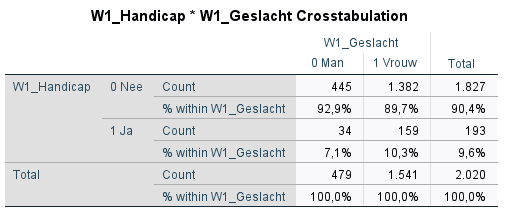 W1_Handicap * W1_Geslacht Crosstabulation
W1_Geslacht
0 Man 1 Vrouw Total
W1_Handicap 0 Nee Count 445 1.382 1.827
% within W1_Geslacht 92,9% 89,7% 90,4%
1 Ja Count 34 159 193
% within W1_Geslacht 7,1% 10,3% 9,6%
Total Count 479 1.541 2.020
% within W1_Geslacht 100,0% 100,0% 100,0%